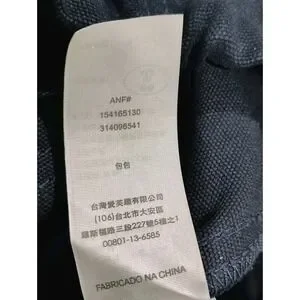 ANF#
154165130
314096541
包包
台灣愛英趣有限公司
(106)台北市大安區
羅斯福路三段227號5樓之1
00801-13-6585
FABRICADO NA CHINA